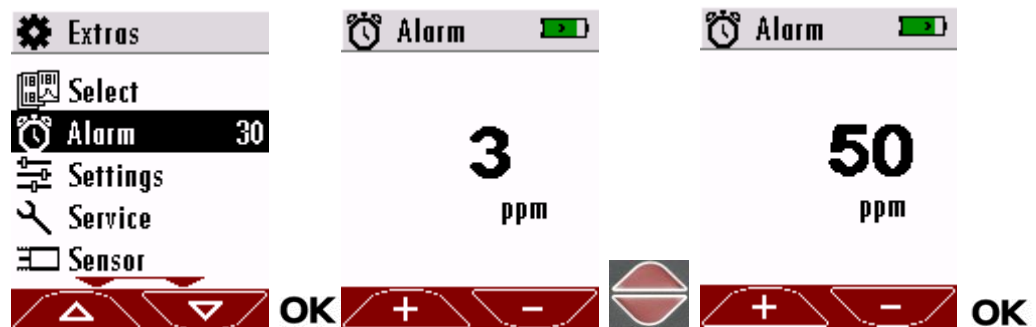 Extras
Select
Alarm 30
Settings
Service
Sensor
OK
Alarm
3
ppm
+ -
Alarm
50
ppm
+ -
OK